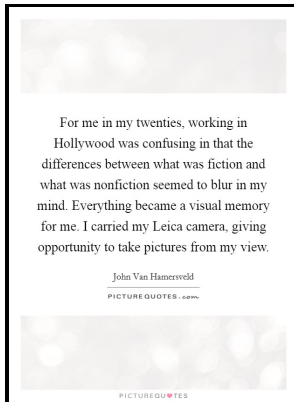 For me in my twenties, working in
Hollywood was confusing in that the
differences between what was fiction and
what was nonfiction seemed to blur in my
mind. Everything became a visual memory
for me. I carried my Leica camera, giving
opportunity to take pictures from my view.
John Van Hamersveld
PICTUREQUOTES.com
PICTUREQU♥TES